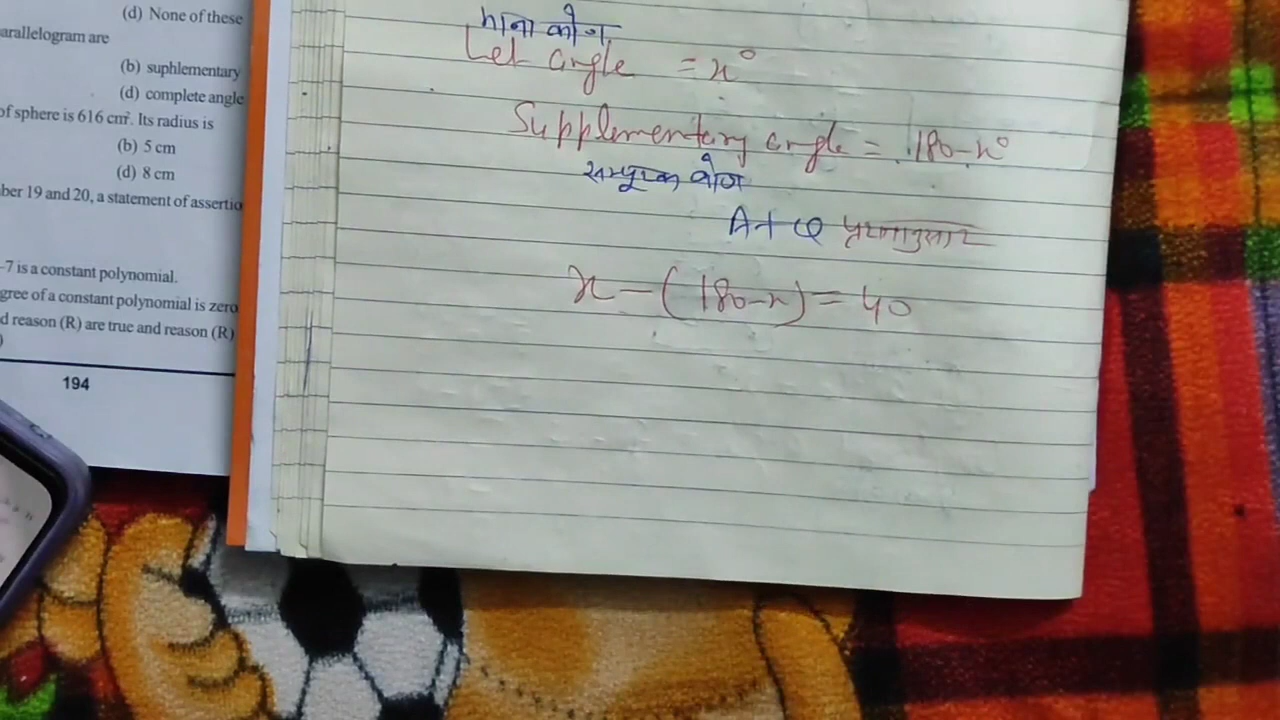 (d) None of these
arallelogram are
(b) suphlementary
(d) complete angle
of sphere is 616 cm². Its radius is
(b) 5 cm
(d) 8 cm
ber 19 and 20, a statement of assertio
-7 is a constant polynomial.
gree of a constant polynomial is zero
d reason (R) are true and reason (R)
)
194
माना कोण
Let angle = x°
Supplementary angle = 180-x°
सम्पूरक कोण
A+Q प्रश्नानुसार
x - (180-x) = 40